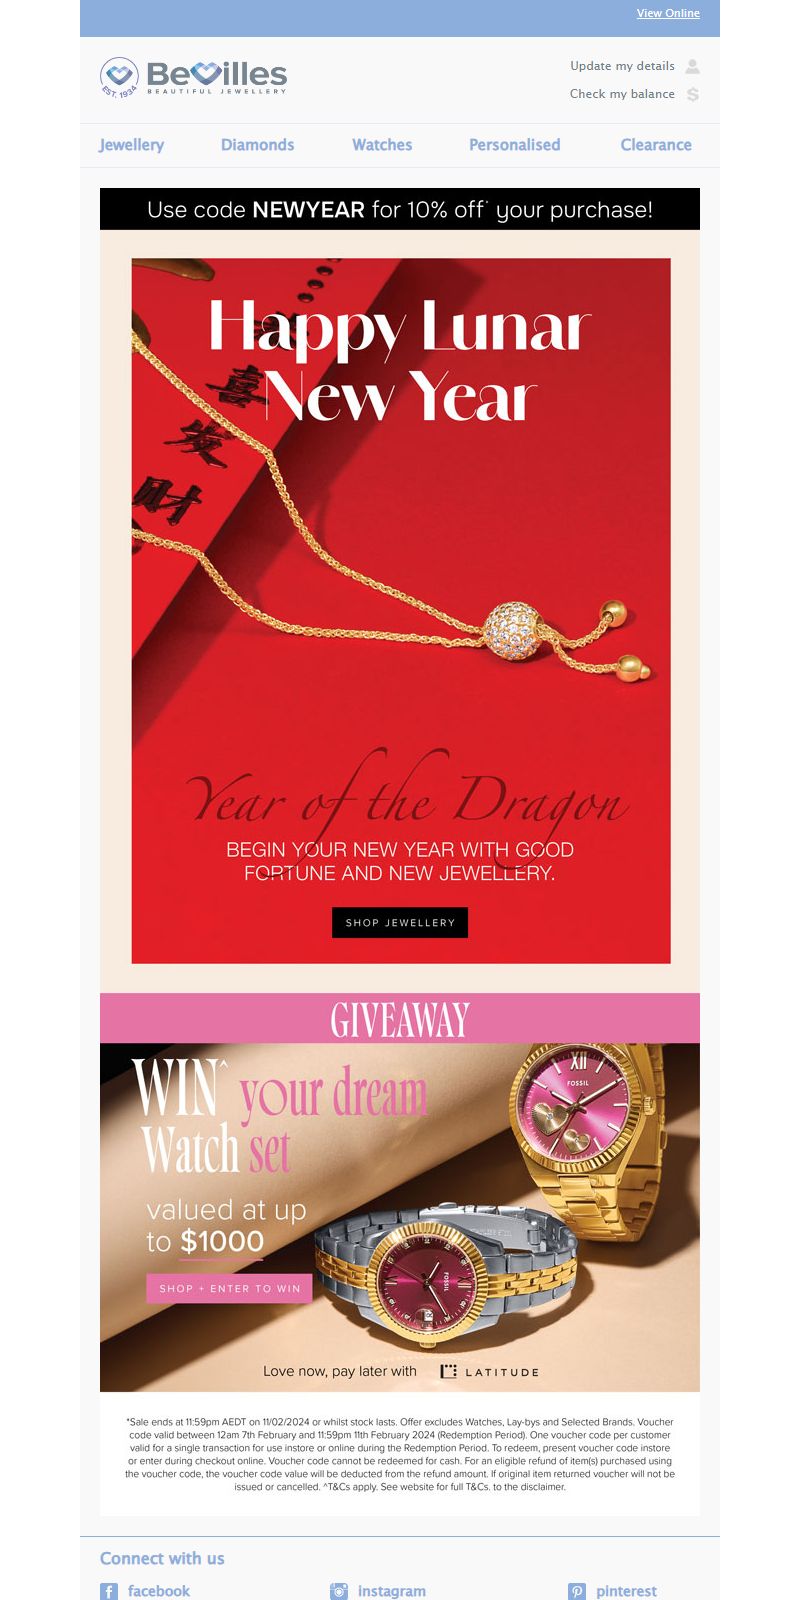 View Online
BeVilles
BEAUTIFUL JEWELLERY
EST. 1934
Update my details
Check my balance
Jewellery Diamonds Watches Personalised Clearance
Use code NEWYEAR for 10% off* your purchase!
Happy Lunar
New Year
喜
发
财
Year of the Dragon
BEGIN YOUR NEW YEAR WITH GOOD
FORTUNE AND NEW JEWELLERY.
SHOP JEWELLERY
GIVEAWAY
WIN^ your dream
Watch set
valued at up
to $1000
SHOP + ENTER TO WIN
XII
FOSSIL
FOSSIL
Love now, pay later with LATITUDE
*Sale ends at 11:59pm AEDT on 11/02/2024 or whilst stock lasts. Offer excludes Watches, Lay-bys and Selected Brands. Voucher
code valid between 12am 7th February and 11:59pm 11th February 2024 (Redemption Period). One voucher code per customer
valid for a single transaction for use instore or online during the Redemption Period. To redeem, present voucher code instore
or enter during checkout online. Voucher code cannot be redeemed for cash. For an eligible refund of item(s) purchased using
the voucher code, the voucher code value will be deducted from the refund amount. If original item returned voucher will not be
issued or cancelled. ^T&Cs apply. See website for full T&Cs. to the disclaimer.
Connect with us
facebook instagram pinterest